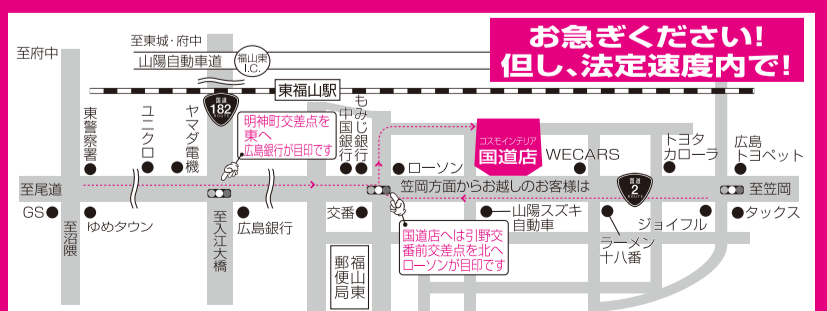 お急ぎください!
但し、法定速度内で!
至府中
至東城・府中
山陽自動車道
福山東
I.C.
東福山駅
国道
182
ROUTE
東警察署
ユニクロ
ヤマダ電機
明神町交差点を
東へ
広島銀行が目印です
中国銀行
もみじ銀行
コスモインテリア
国道店
ローソン
WECARS
トヨタ
カローラ
広島
トヨペット
至尾道
笠岡方面からお越しのお客様は
国道
2
ROUTE
至笠岡
GS
至沼隈
ゆめタウン
至入江大橋
広島銀行
交番
山陽スズキ
自動車
ラーメン
十八番
ジョイフル
タックス
国道店へは引野交
番前交差点を北へ
ローソンが目印です
福山東
郵便局